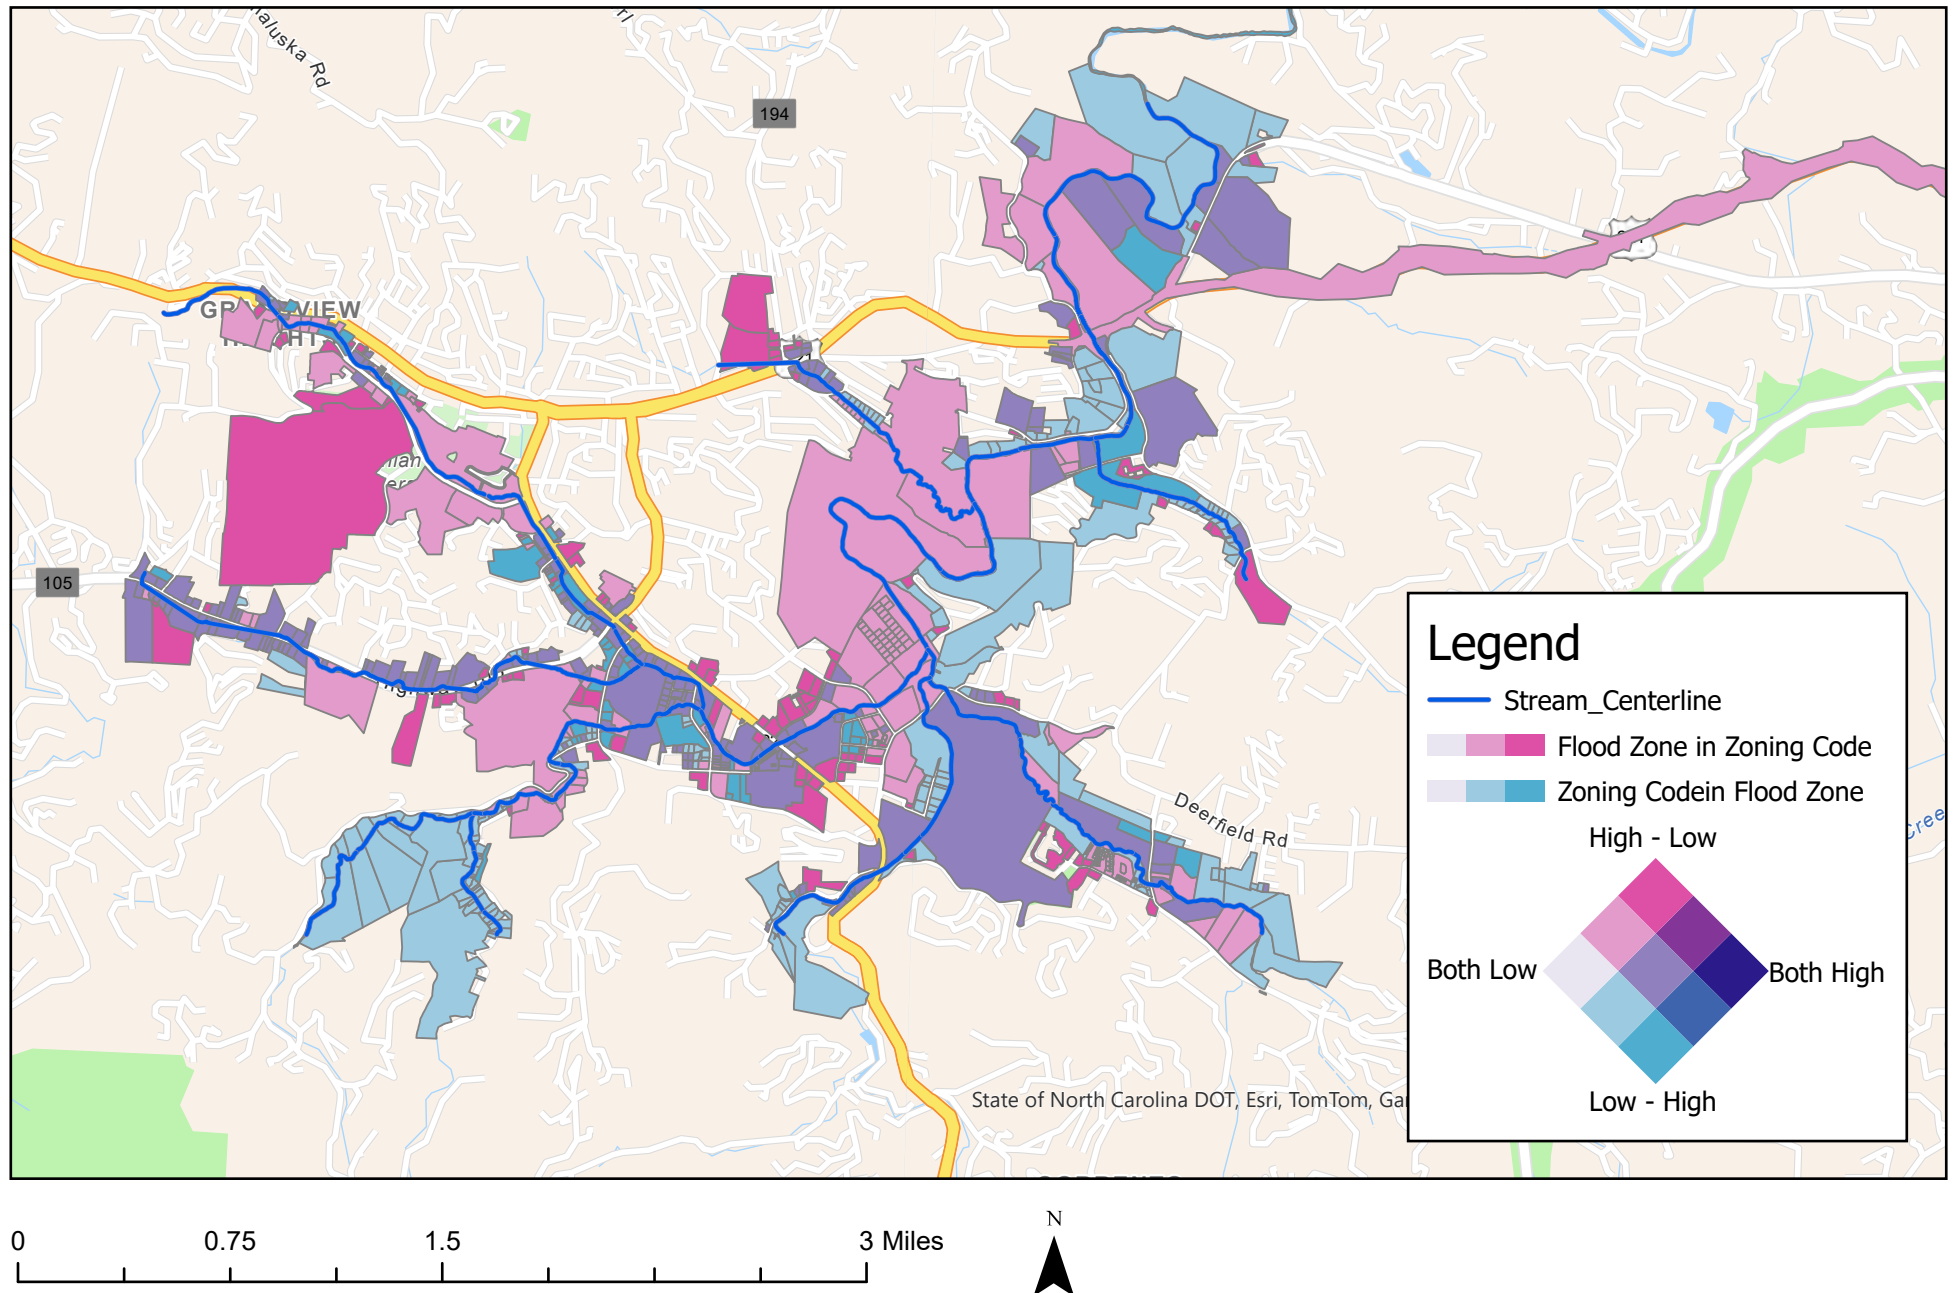 194
105
Deerfield Rd
State of North Carolina DOT, Esri, TomTom, Gar
Legend
Stream_Centerline
Flood Zone in Zoning Code
Zoning Codein Flood Zone
High - Low
Both Low
Both High
Low - High
0
0.75
1.5
3 Miles
N